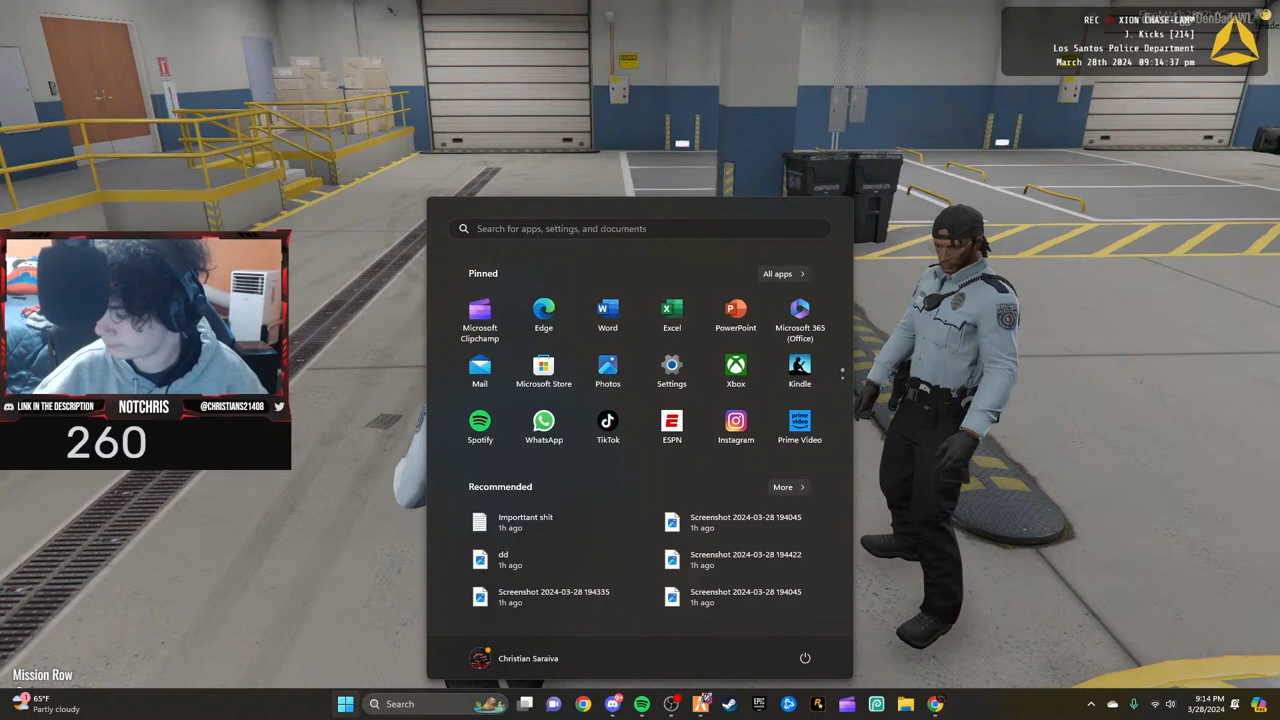 REC XION CHASE-CAM
J. Kicks [214]
Los Santos Police Department
March 28th 2024 09:14:37 pm
Search for apps, settings, and documents
Pinned
All apps
Microsoft Clipchamp
Edge
Word
Excel
PowerPoint
Microsoft 365 (Office)
Mail
Microsoft Store
Photos
Settings
Xbox
Kindle
Spotify
WhatsApp
TikTok
ESPN
Instagram
prime video
Prime Video
Recommended
More
Importtant shit
1h ago
Screenshot 2024-03-28 194045
1h ago
dd
1h ago
Screenshot 2024-03-28 194422
1h ago
Screenshot 2024-03-28 194335
1h ago
Screenshot 2024-03-28 194045
1h ago
Christian Saraiva
LINK IN THE DESCRIPTION
NOTCHRIS
@CHRISTIANS21408
260
Mission Row
65°F
Partly cloudy
Search
EPIC
9:14 PM
3/28/2024